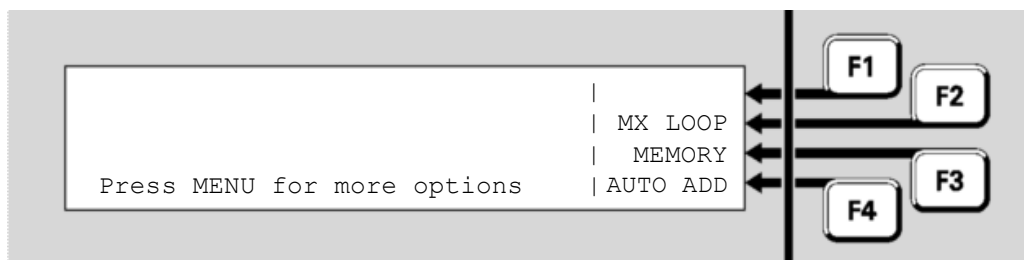 |
| MX LOOP
| MEMORY
Press MENU for more options |AUTO ADD
F1
F2
F3
F4